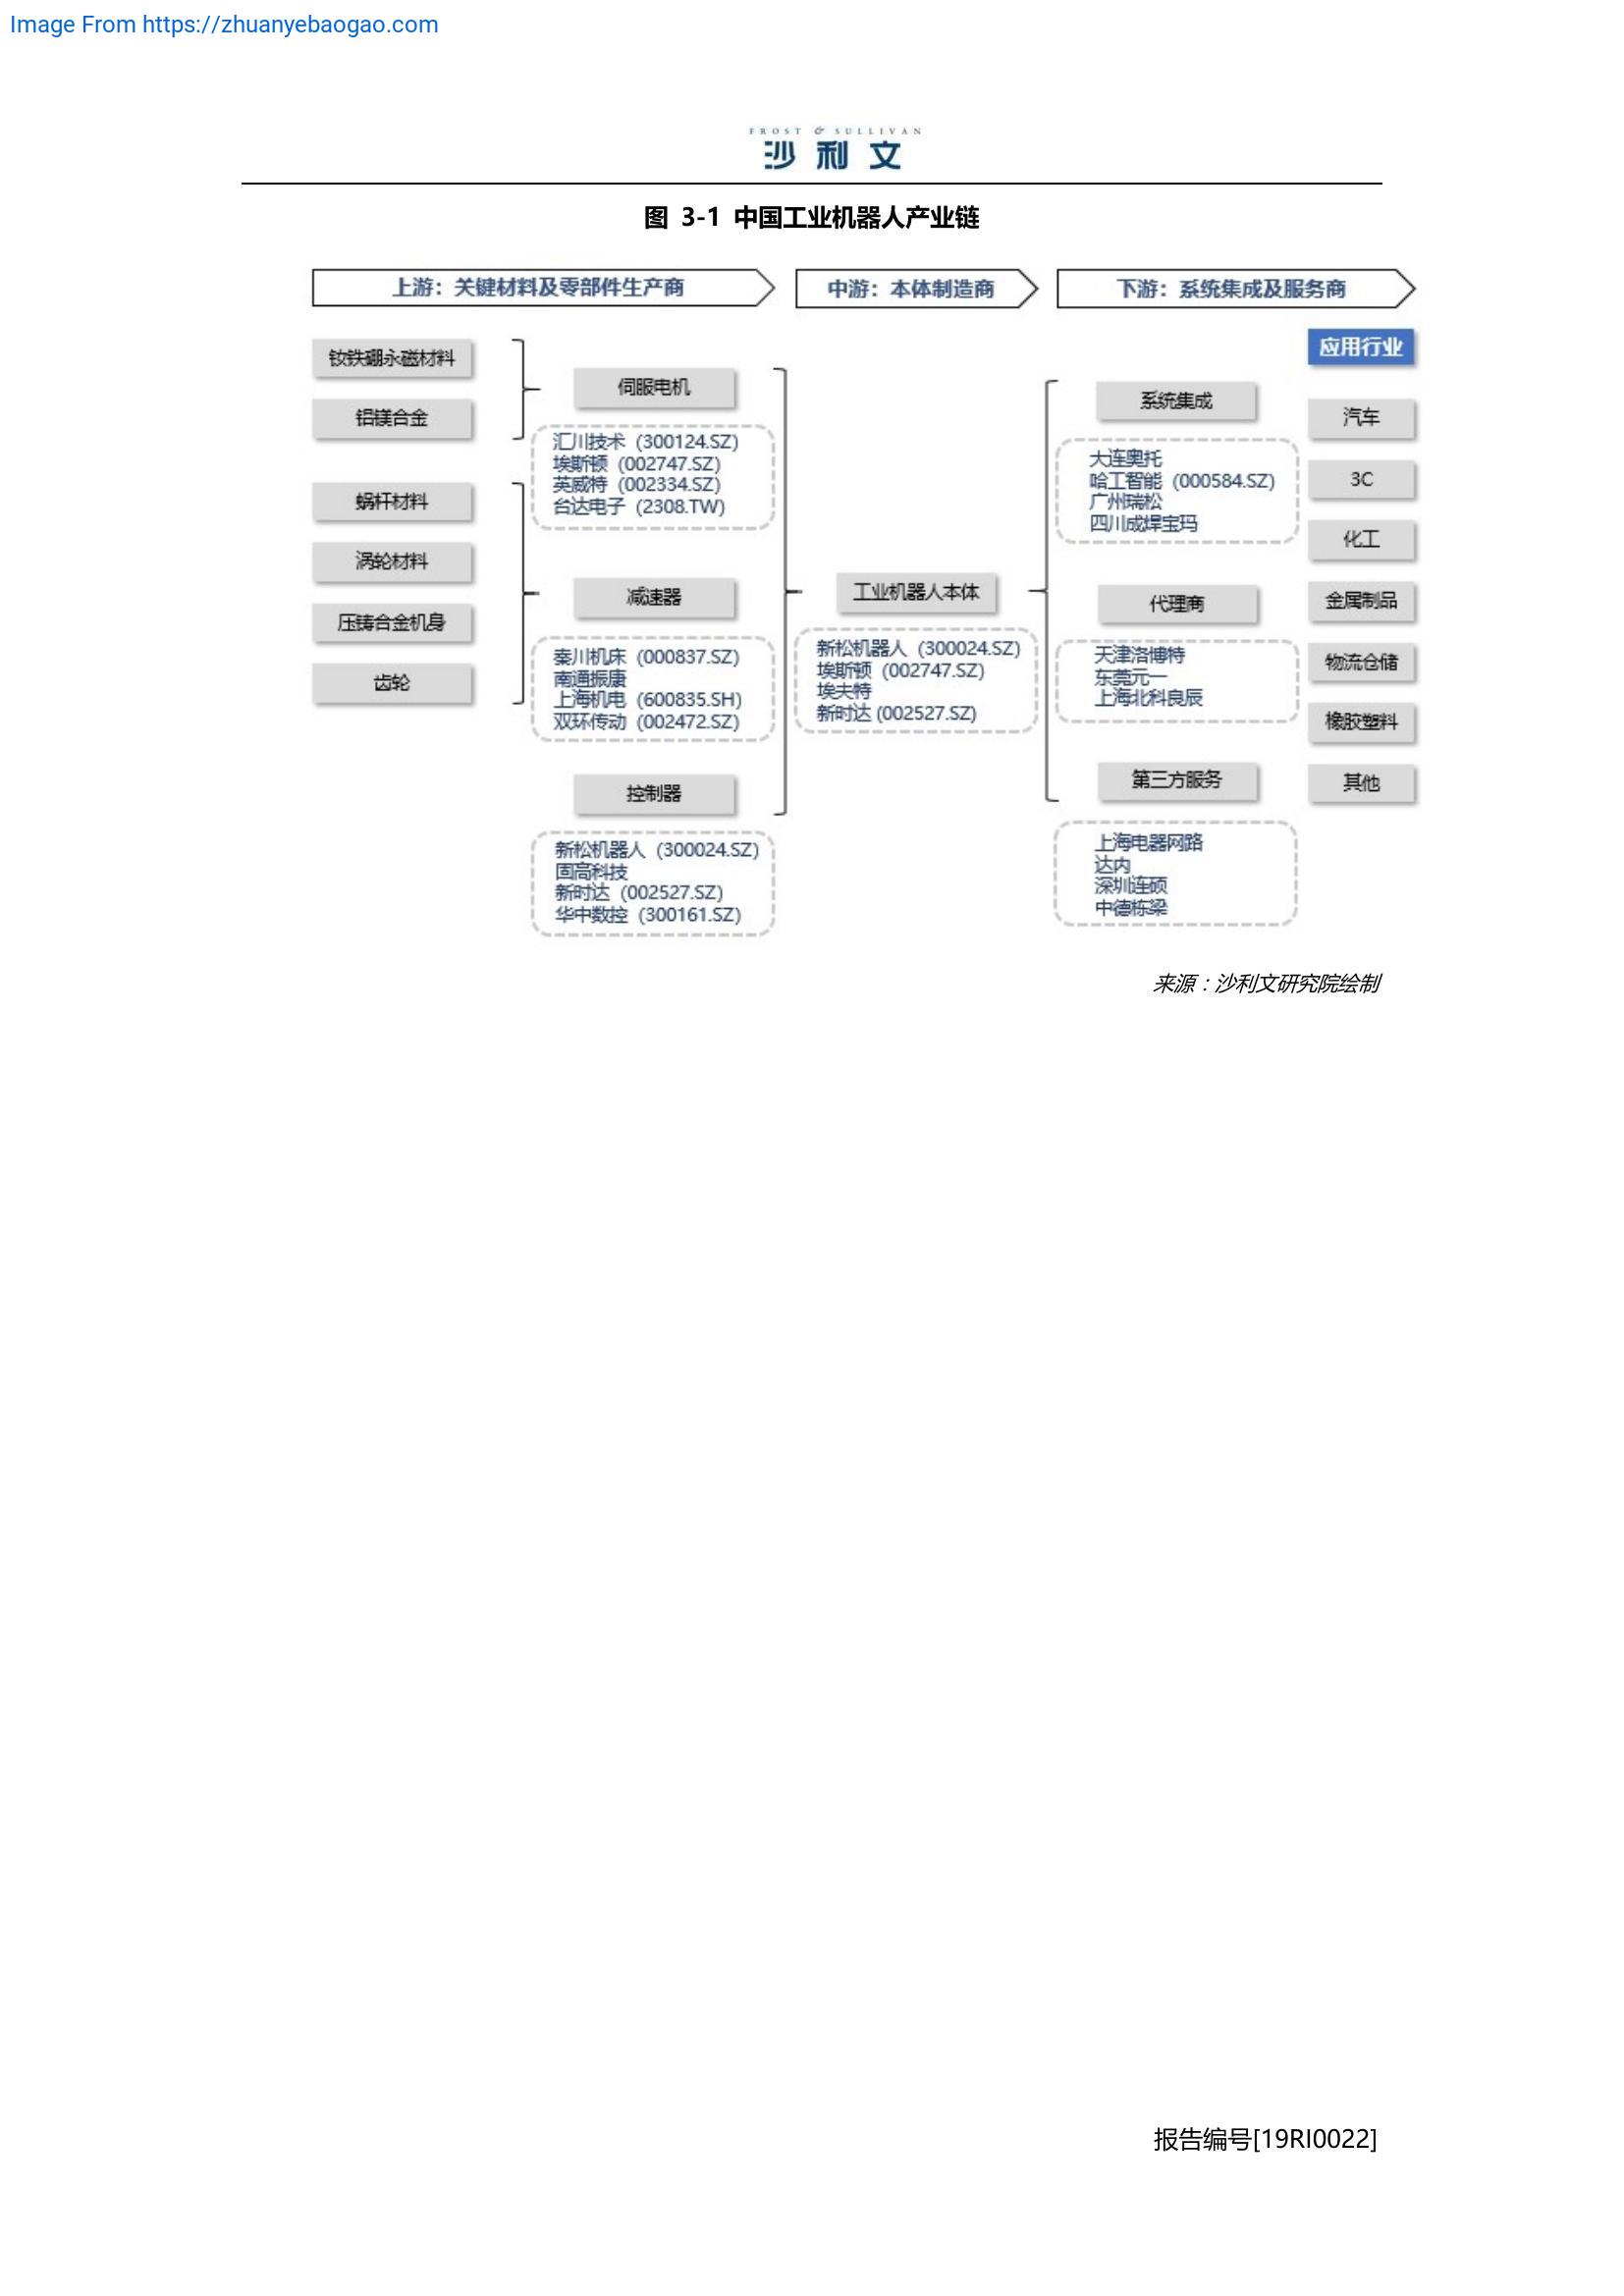 Image From https://zhuanyebaogao.com
FROST & SULLIVAN
沙利文
图 3-1 中国工业机器人产业链
上游：关键材料及零部件生产商
中游：本体制造商
下游：系统集成及服务商
钕铁硼永磁材料
铝镁合金
蜗杆材料
涡轮材料
压铸合金机身
齿轮
伺服电机
汇川技术 (300124.SZ)
埃斯顿 (002747.SZ)
英威特 (002334.SZ)
台达电子 (2308.TW)
减速器
秦川机床 (000837.SZ)
南通振康
上海机电 (600835.SH)
双环传动 (002472.SZ)
控制器
新松机器人 (300024.SZ)
固高科技
新时达 (002527.SZ)
华中数控 (300161.SZ)
工业机器人本体
新松机器人 (300024.SZ)
埃斯顿 (002747.SZ)
埃夫特
新时达 (002527.SZ)
系统集成
大连奥托
哈工智能 (000584.SZ)
广州瑞松
四川成焊宝玛
代理商
天津洛博特
东莞元一
上海北科良辰
第三方服务
上海电器网路
达内
深圳连硕
中德栋梁
应用行业
汽车
3C
化工
金属制品
物流仓储
橡胶塑料
其他
来源：沙利文研究院绘制
报告编号[19RI0022]